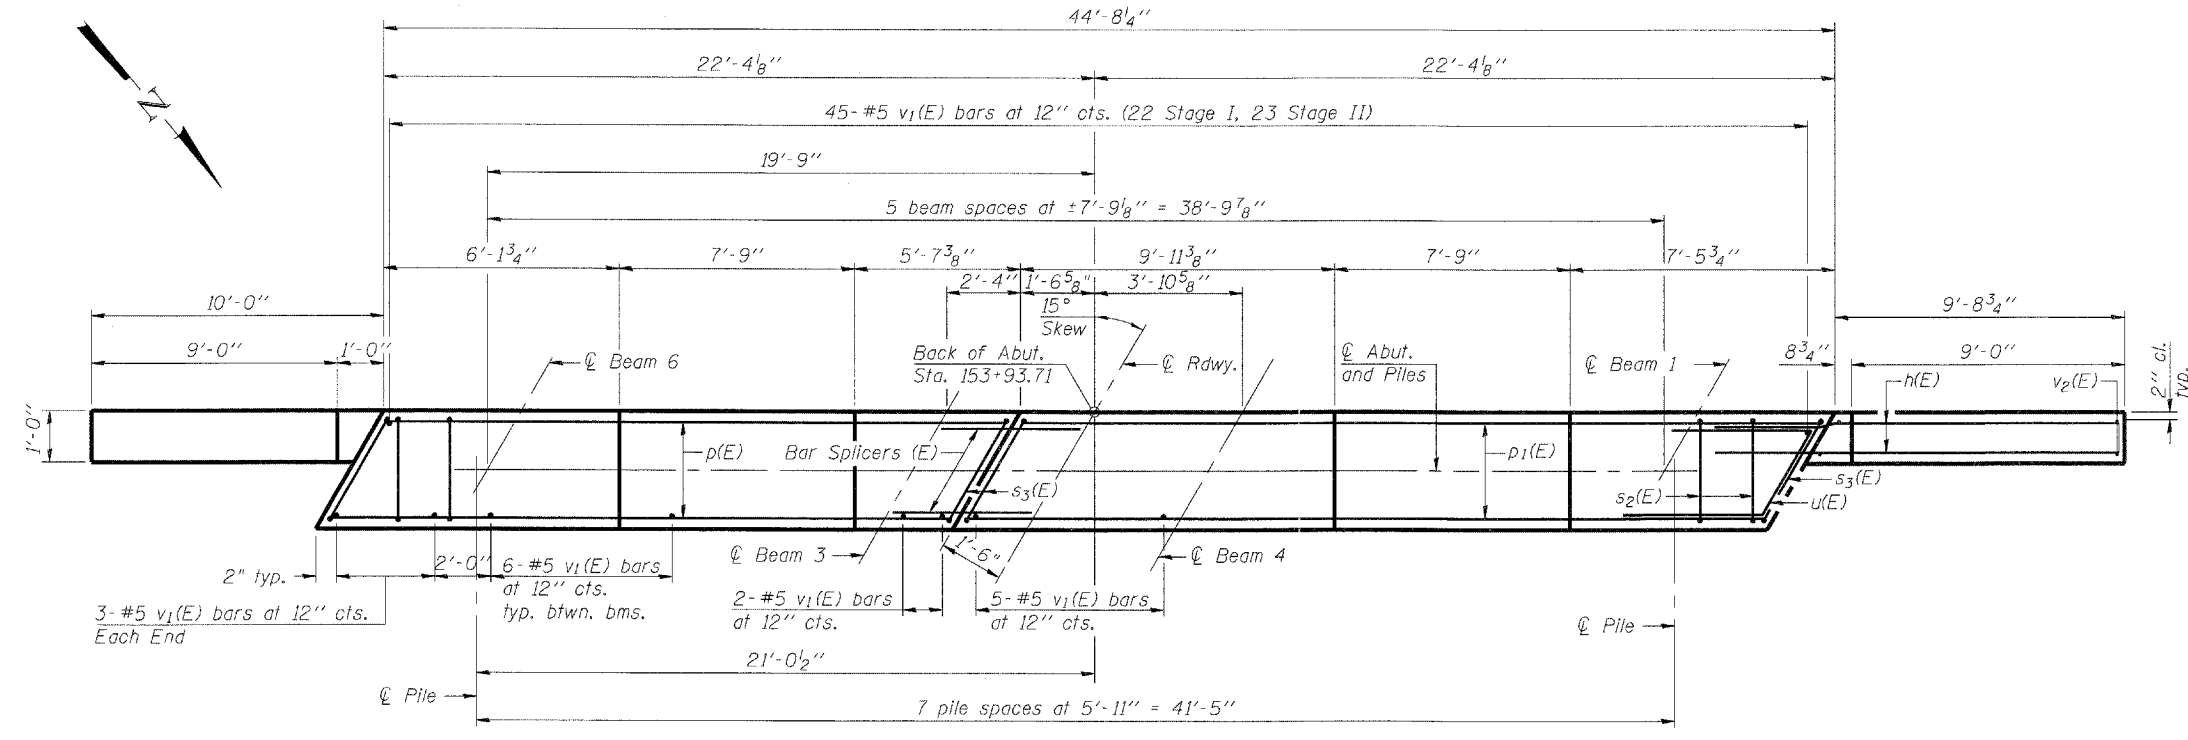 44'-8¼"
22'-4⅛"
22'-4⅛"
N
45-#5 v₁(E) bars at 12" cts. (22 Stage I, 23 Stage II)
19'-9"
5 beam spaces at ±7'-9⅛" = 38'-9⅞"
6'-1¾"
7'-9"
5'-7⅜"
9'-11⅜"
7'-9"
7'-5¾"
2'-4"
1'-6⅝"
3'-10⅝"
10'-0"
15°
Skew
9'-8¾"
9'-0"
1'-0"
℄ Beam 6
Back of Abut.
Sta. 153+93.71
℄ Rdwy.
℄ Abut.
and Piles
℄ Beam 1
8¾"
9'-0"
h(E)
v₂(E)
2" cl.
typ.
1'-0"
p(E)
Bar Splicers (E)
s₃(E)
p₁(E)
s₂(E)
s₃(E)
u(E)
℄ Beam 3
1'-6"
℄ Beam 4
2" typ.
2'-0"
6-#5 v₁(E) bars
at 12" cts.
typ. btwn. bms.
3-#5 v₁(E) bars at 12" cts.
Each End
2-#5 v₁(E) bars
at 12" cts.
5-#5 v₁(E) bars
at 12" cts.
℄ Pile
21'-0½"
℄ Pile
7 pile spaces at 5'-11" = 41'-5"